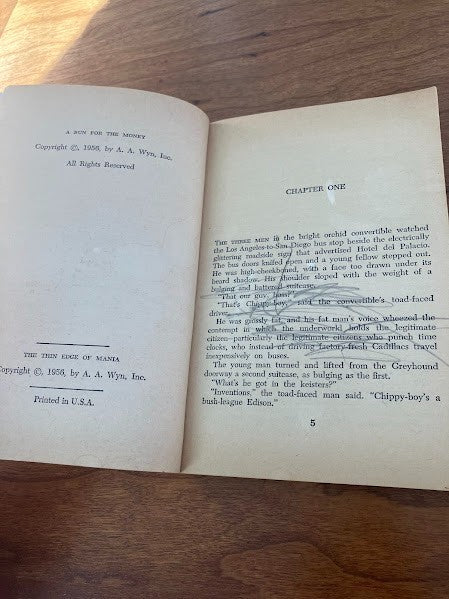 A RUN FOR THE MONEY
Copyright ©, 1956, by A. A. Wyn, Inc.
All Rights Reserved
THE THIN EDGE OF MANIA
Copyright ©, 1956, by A. A. Wyn, Inc.
Printed in U.S.A.
CHAPTER ONE
THE THREE MEN in the bright orchid convertible watched
the Los Angeles-to-San Diego bus stop beside the electrically
glittering roadside sign that advertised Hotel del Palacio.
The bus doors knifed open and a young fellow stepped out.
He was high-cheekboned, with a face too drawn under its
beard shadow. His shoulder sloped with the weight of a
bulging and battered suitcase.
"That our guy, Hans?"
"That's Chippy-boy," said the convertible's toad-faced
driver.
He was grossly fat, and his fat man's voice wheezed the
contempt in which the underworld holds the legitimate
citizen—particularly the legitimate citizens who punch time
clocks, who instead of driving factory-fresh Cadillacs travel
inexpensively on buses.
The young man turned and lifted from the Greyhound
doorway a second suitcase, as bulging as the first.
"What's he got in the keisters?"
"Inventions," the toad-faced man said. "Chippy-boy's a
bush-league Edison."
5